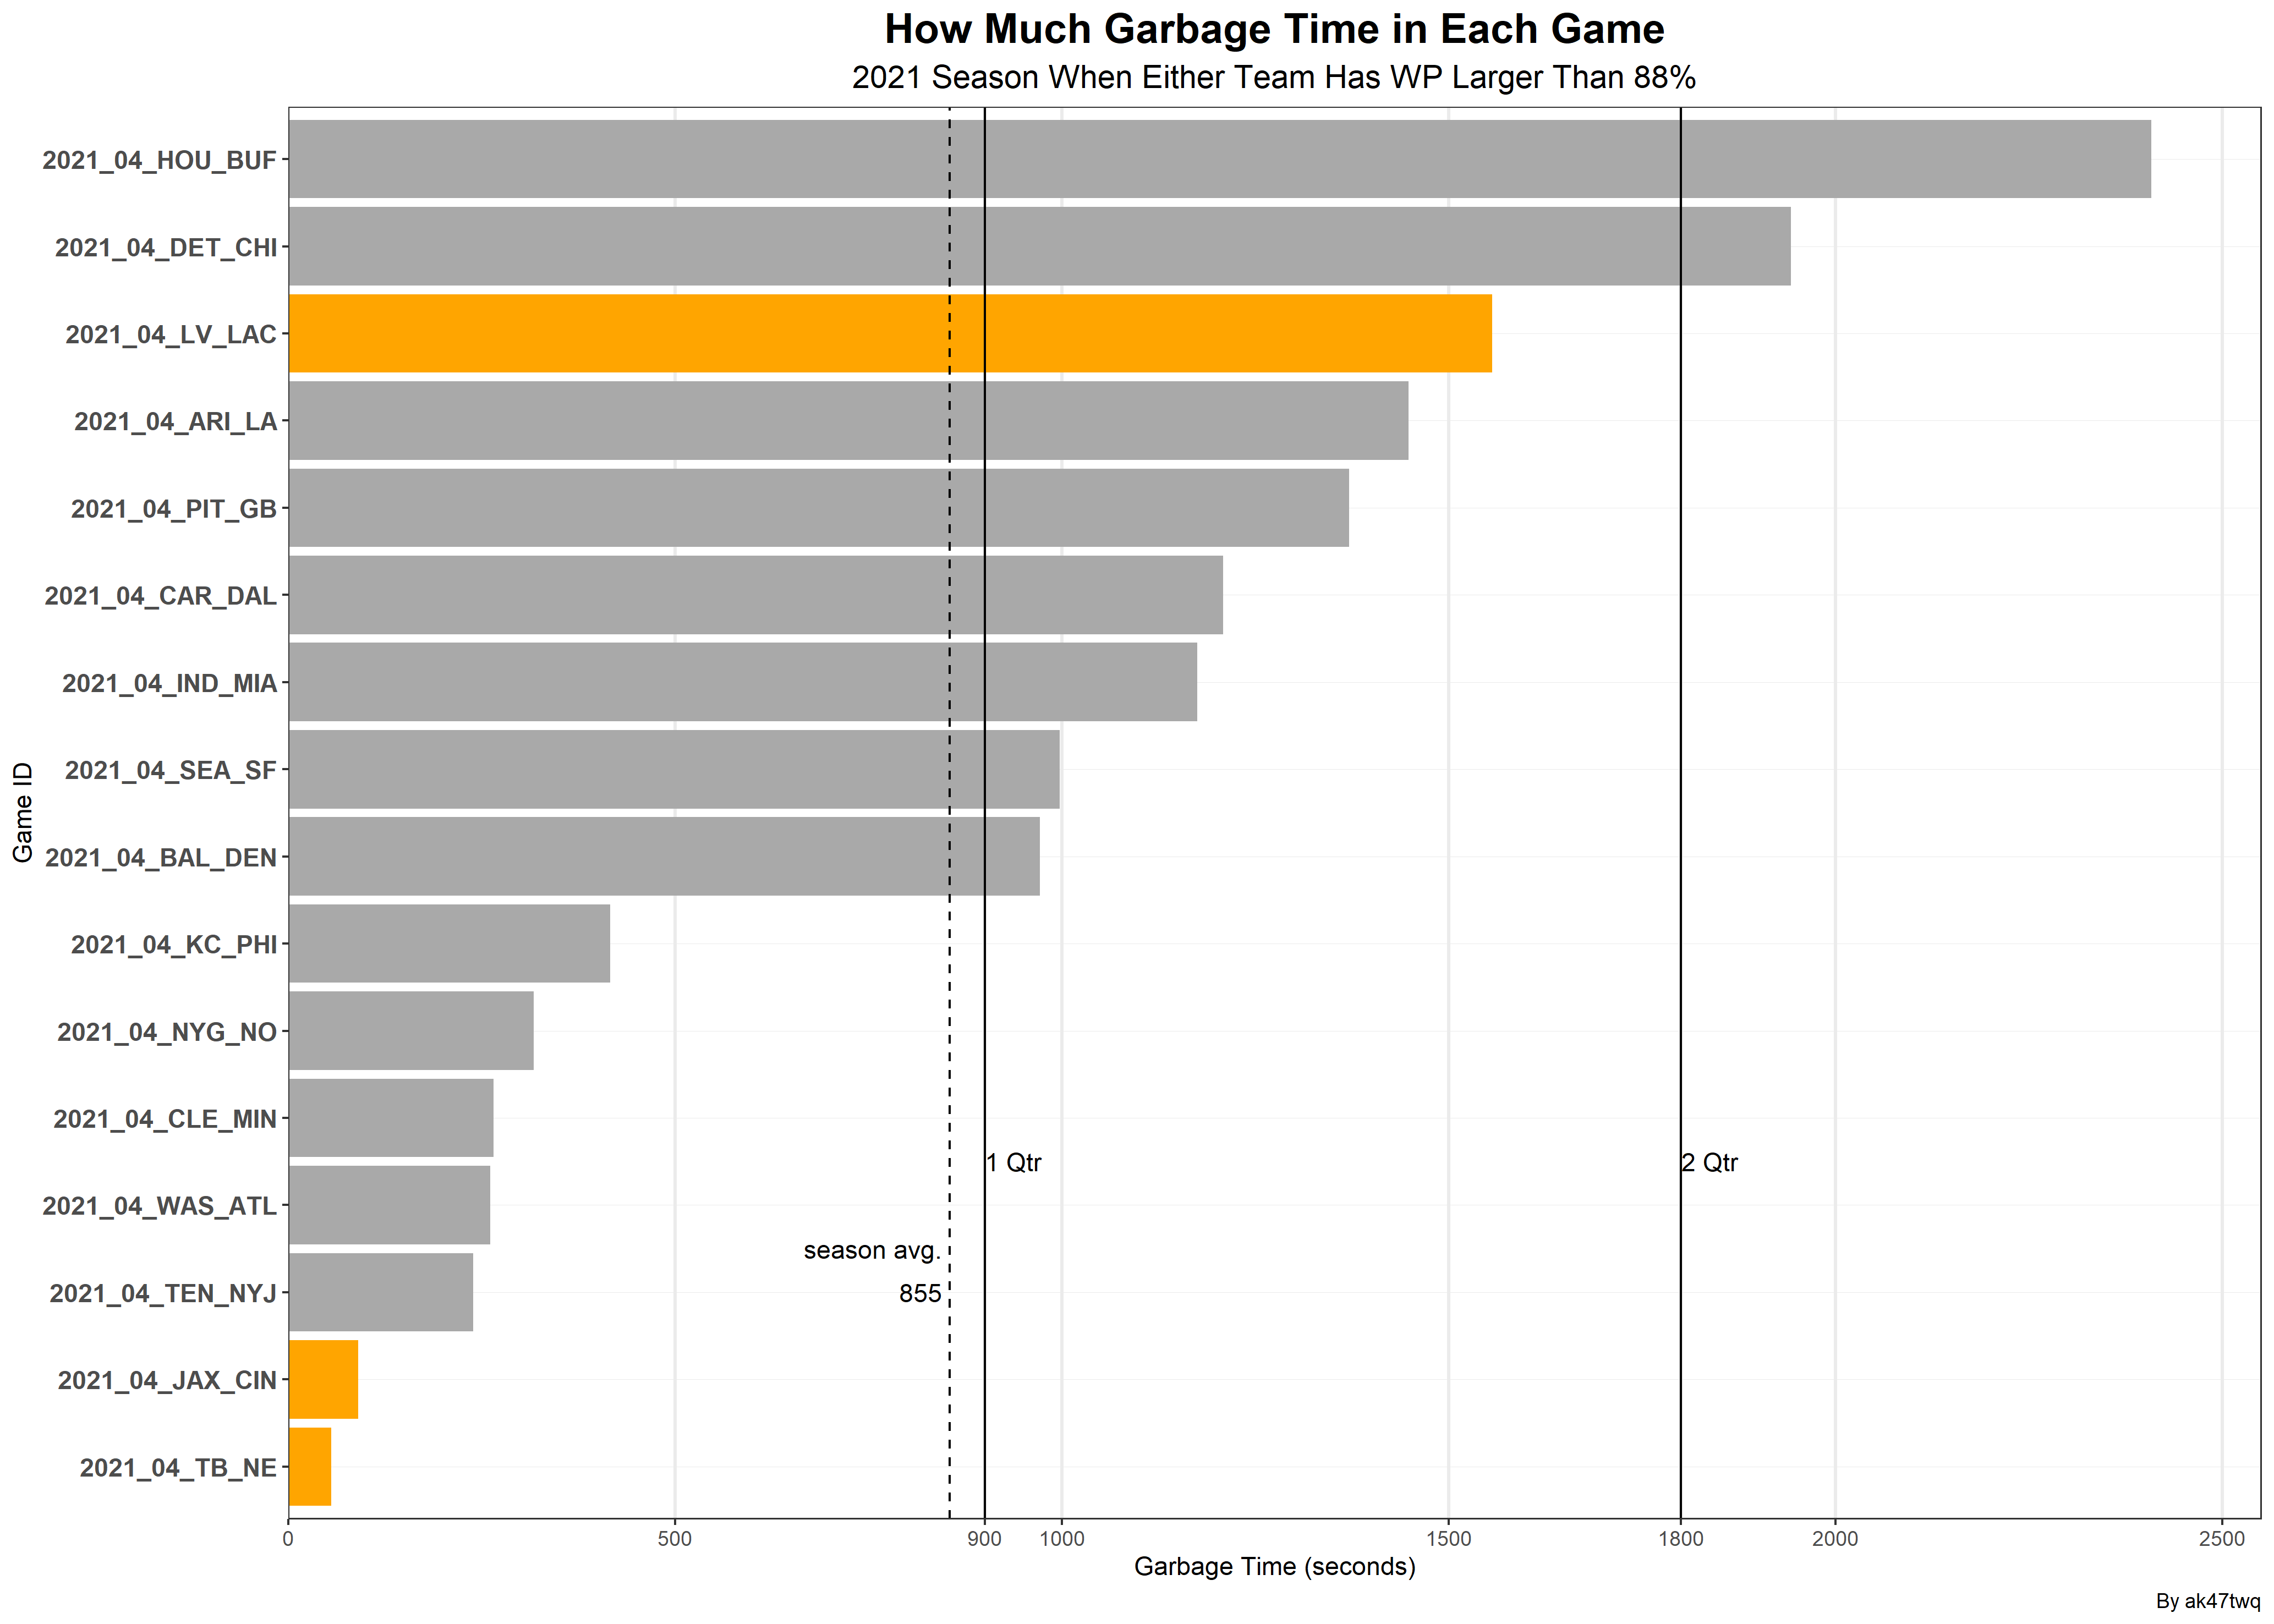 How Much Garbage Time in Each Game
2021 Season When Either Team Has WP Larger Than 88%
2021_04_HOU_BUF
2021_04_DET_CHI
2021_04_LV_LAC
2021_04_ARI_LA
2021_04_PIT_GB
2021_04_CAR_DAL
2021_04_IND_MIA
2021_04_SEA_SF
2021_04_BAL_DEN
2021_04_KC_PHI
2021_04_NYG_NO
2021_04_CLE_MIN
2021_04_WAS_ATL
2021_04_TEN_NYJ
2021_04_JAX_CIN
2021_04_TB_NE
Game ID
1 Qtr
2 Qtr
season avg.
855
0 500 900 1000 1500 1800 2000 2500
Garbage Time (seconds)
By ak47twq